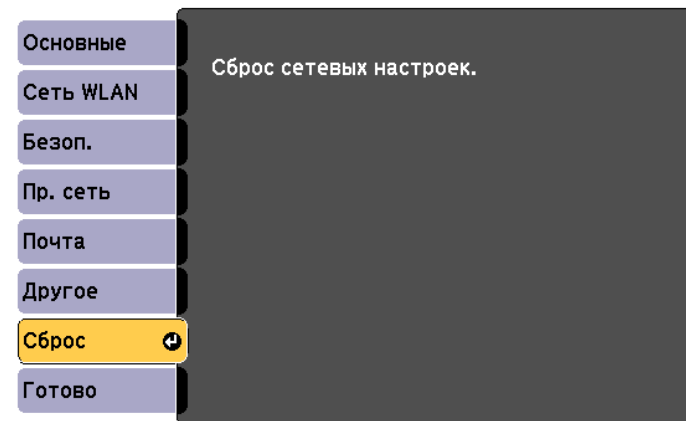 Основные
Сеть WLAN
Безоп.
Пр. сеть
Почта
Другое
Сброс
Готово
Сброс сетевых настроек.